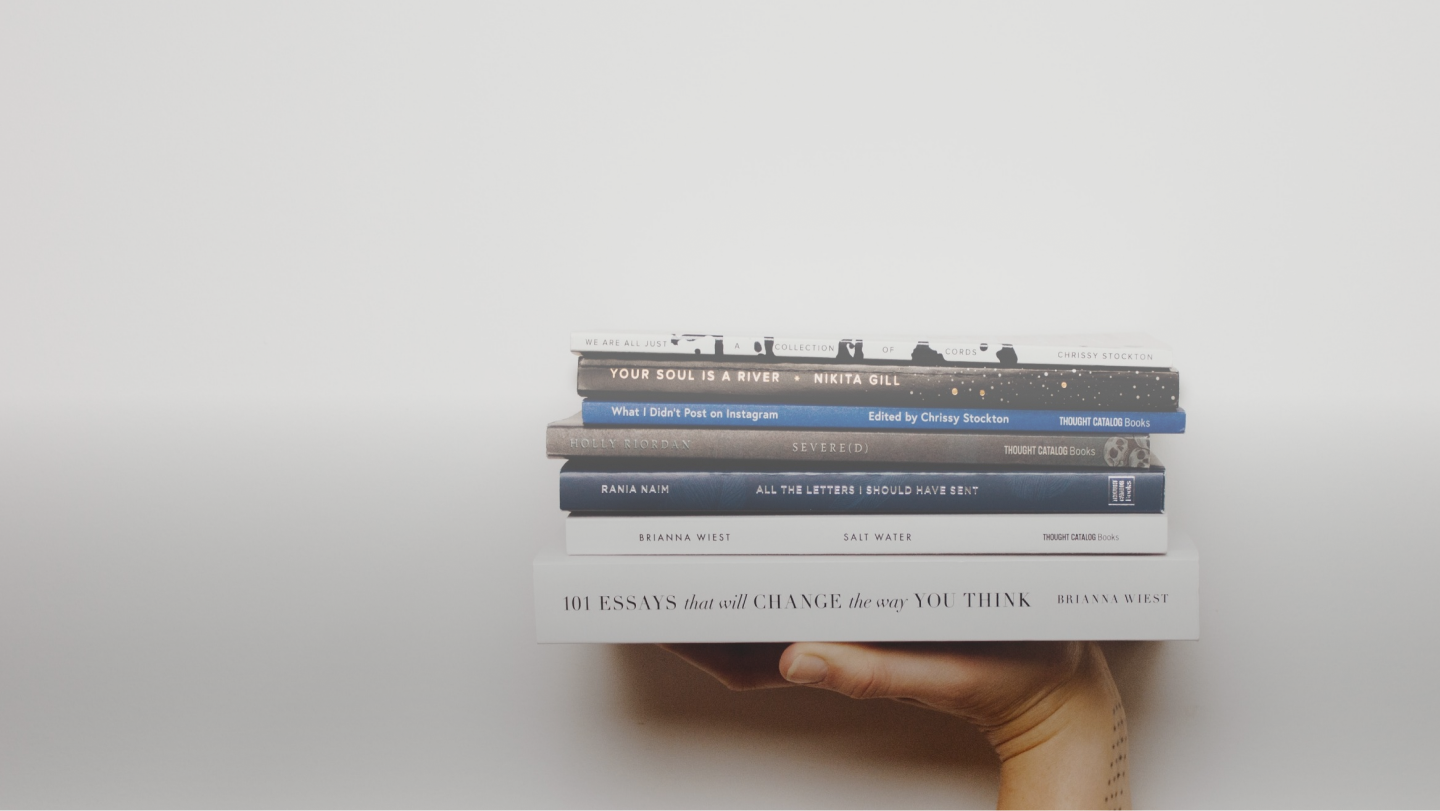 WE ARE ALL JUST A COLLECTION OF CORDS CHRISSY STOCKTON
YOUR SOUL IS A RIVER • NIKITA GILL
What I Didn't Post on Instagram Edited by Chrissy Stockton THOUGHT CATALOG Books
HOLLY RIORDAN SEVERE(D) THOUGHT CATALOG Books
RANIA NAIM ALL THE LETTERS I SHOULD HAVE SENT THOUGHT CATALOG Books
BRIANNA WIEST SALT WATER THOUGHT CATALOG Books
101 ESSAYS that will CHANGE the way YOU THINK BRIANNA WIEST